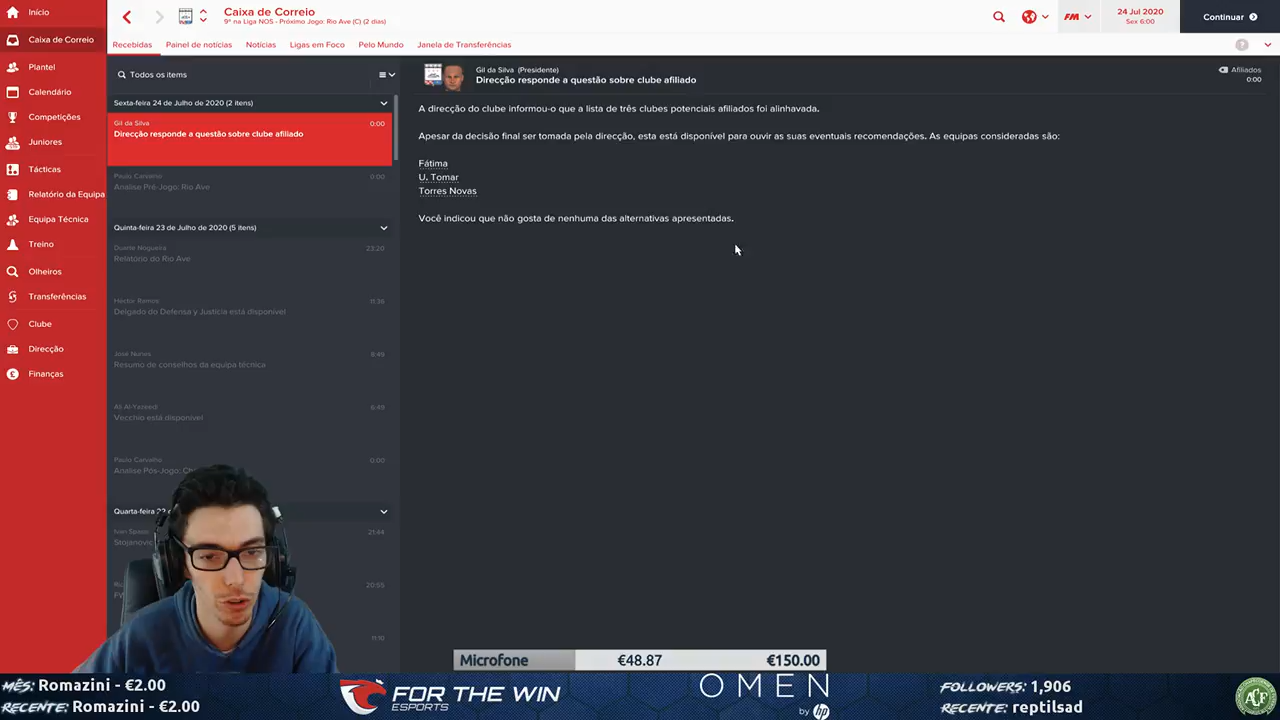 Início
Caixa de Correio
Plantel
Calendário
Competições
Juniores
Tácticas
Relatório da Equipa
Equipa Técnica
Treino
Olheiros
Transferências
Clube
Direcção
Finanças
Caixa de Correio
9º na Liga NOS - Próximo Jogo: Rio Ave (C) (2 dias)
FM
24 Jul 2020
Sex 6:00
Continuar
Recebidas
Painel de notícias
Notícias
Ligas em Foco
Pelo Mundo
Janela de Transferências
Todos os items
Sexta-feira 24 de Julho de 2020 (2 itens)
Gil da Silva 0:00
Direcção responde a questão sobre clube afiliado
Paulo Carvalho 0:00
Analise Pré-Jogo: Rio Ave
Quinta-feira 23 de Julho de 2020 (5 itens)
Duarte Nogueira 23:20
Relatório do Rio Ave
Héctor Ramos 11:36
Delgado do Defensa y Justicia está disponível
José Nunes 8:49
Resumo de conselhos da equipa técnica
Ali Al-Yazeedi 6:49
Vecchio está disponível
Paulo Carvalho 0:00
Analise Pós-Jogo:
Quarta-feira
21:44
Stojanovic
20:55
11:10
Gil da Silva (Presidente)
Direcção responde a questão sobre clube afiliado
Afiliados
0:00
A direcção do clube informou-o que a lista de três clubes potenciais afiliados foi alinhavada.
Apesar da decisão final ser tomada pela direcção, esta está disponível para ouvir as suas eventuais recomendações. As equipas consideradas são:
Fátima
U. Tomar
Torres Novas
Você indicou que não gosta de nenhuma das alternativas apresentadas.
Microfone €48.87 €150.00
MÊS: Romazini - €2.00
RECENTE: Romazini - €2.00
FOR THE WIN
ESPORTS
OMEN
by hp
FOLLOWERS: 1,906
RECENTE: reptilsad
ACF